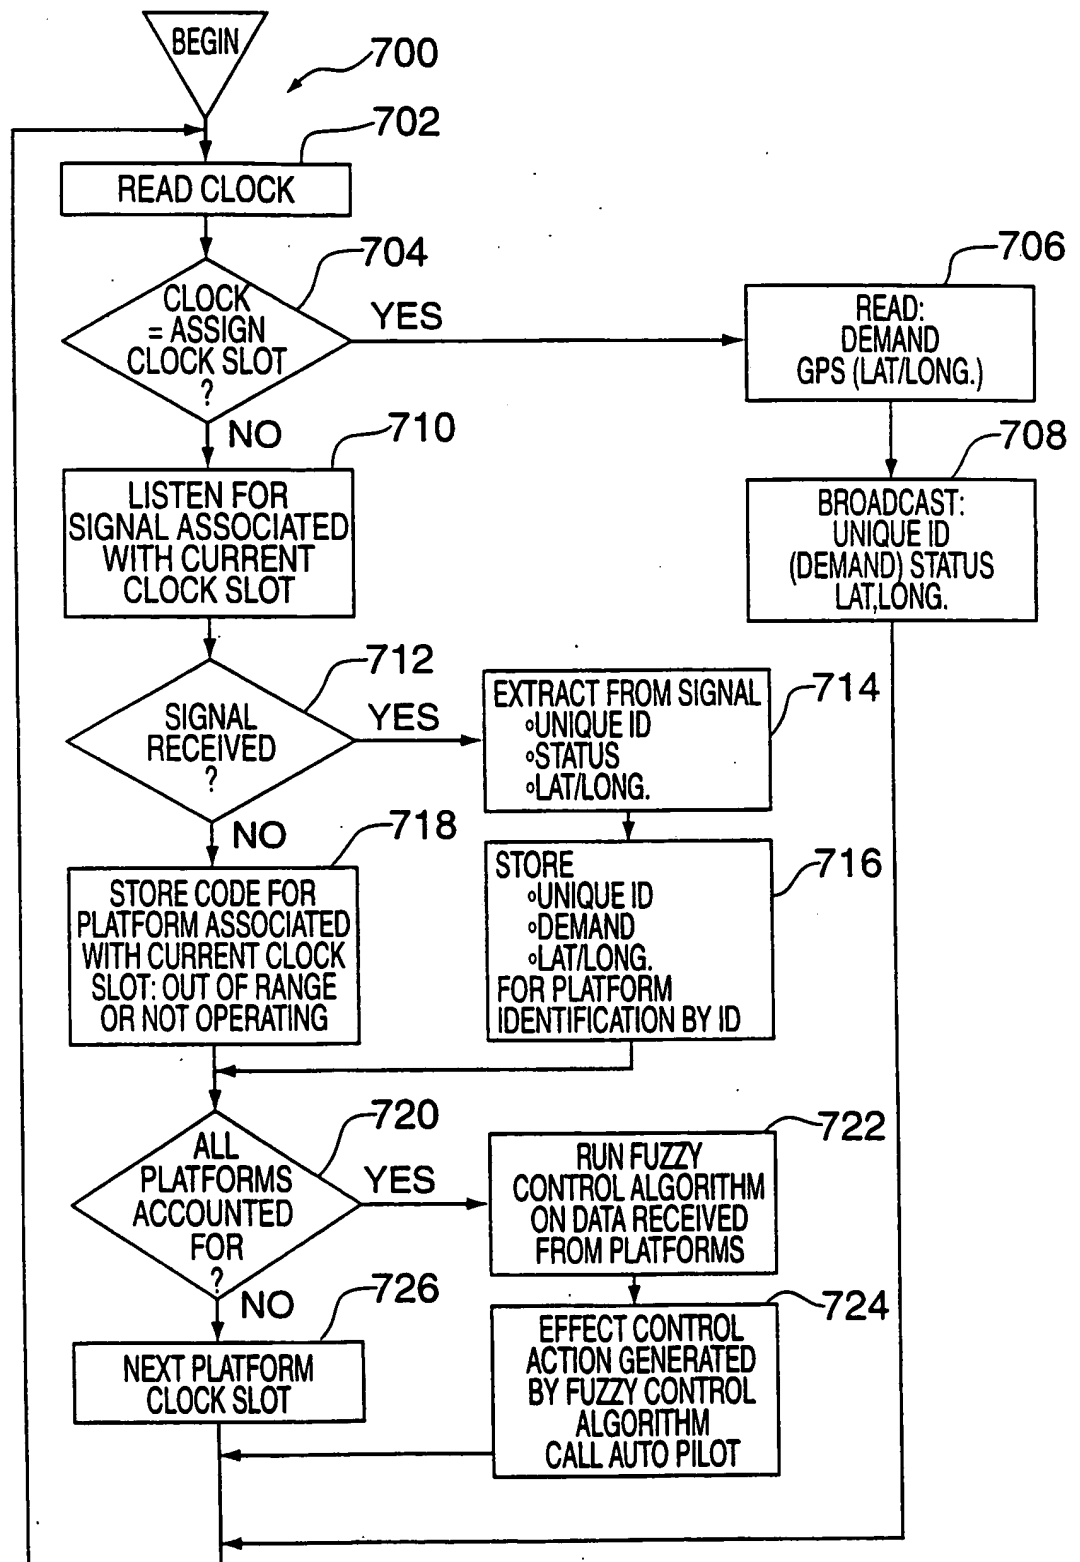 BEGIN
700
702
READ CLOCK
704
CLOCK
= ASSIGN
CLOCK SLOT
?
YES
706
READ:
DEMAND
GPS (LAT/LONG.)
NO
710
708
LISTEN FOR
SIGNAL ASSOCIATED
WITH CURRENT
CLOCK SLOT
BROADCAST:
UNIQUE ID
(DEMAND) STATUS
LAT,LONG.
712
SIGNAL
RECEIVED
?
YES
714
EXTRACT FROM SIGNAL
∘UNIQUE ID
∘STATUS
∘LAT/LONG.
NO
718
STORE CODE FOR
PLATFORM ASSOCIATED
WITH CURRENT CLOCK
SLOT: OUT OF RANGE
OR NOT OPERATING
716
STORE
∘UNIQUE ID
∘DEMAND
∘LAT/LONG.
FOR PLATFORM
IDENTIFICATION BY ID
720
ALL
PLATFORMS
ACCOUNTED
FOR
?
YES
722
RUN FUZZY
CONTROL ALGORITHM
ON DATA RECEIVED
FROM PLATFORMS
NO
726
NEXT PLATFORM
CLOCK SLOT
724
EFFECT CONTROL
ACTION GENERATED
BY FUZZY CONTROL
ALGORITHM
CALL AUTO PILOT